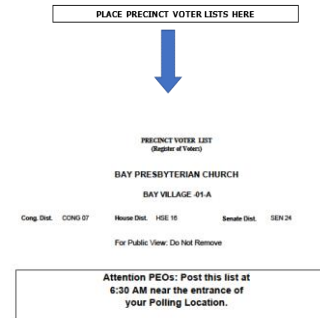 PLACE PRECINCT VOTER LISTS HERE
PRECINCT VOTER LIST
(Register of Voters)
BAY PRESBYTERIAN CHURCH
BAY VILLAGE -01-A
Cong. Dist. CONG 07 House Dist. HSE 16 Senate Dist. SEN 24
For Public View: Do Not Remove
Attention PEOs: Post this list at
6:30 AM near the entrance of
your Polling Location.